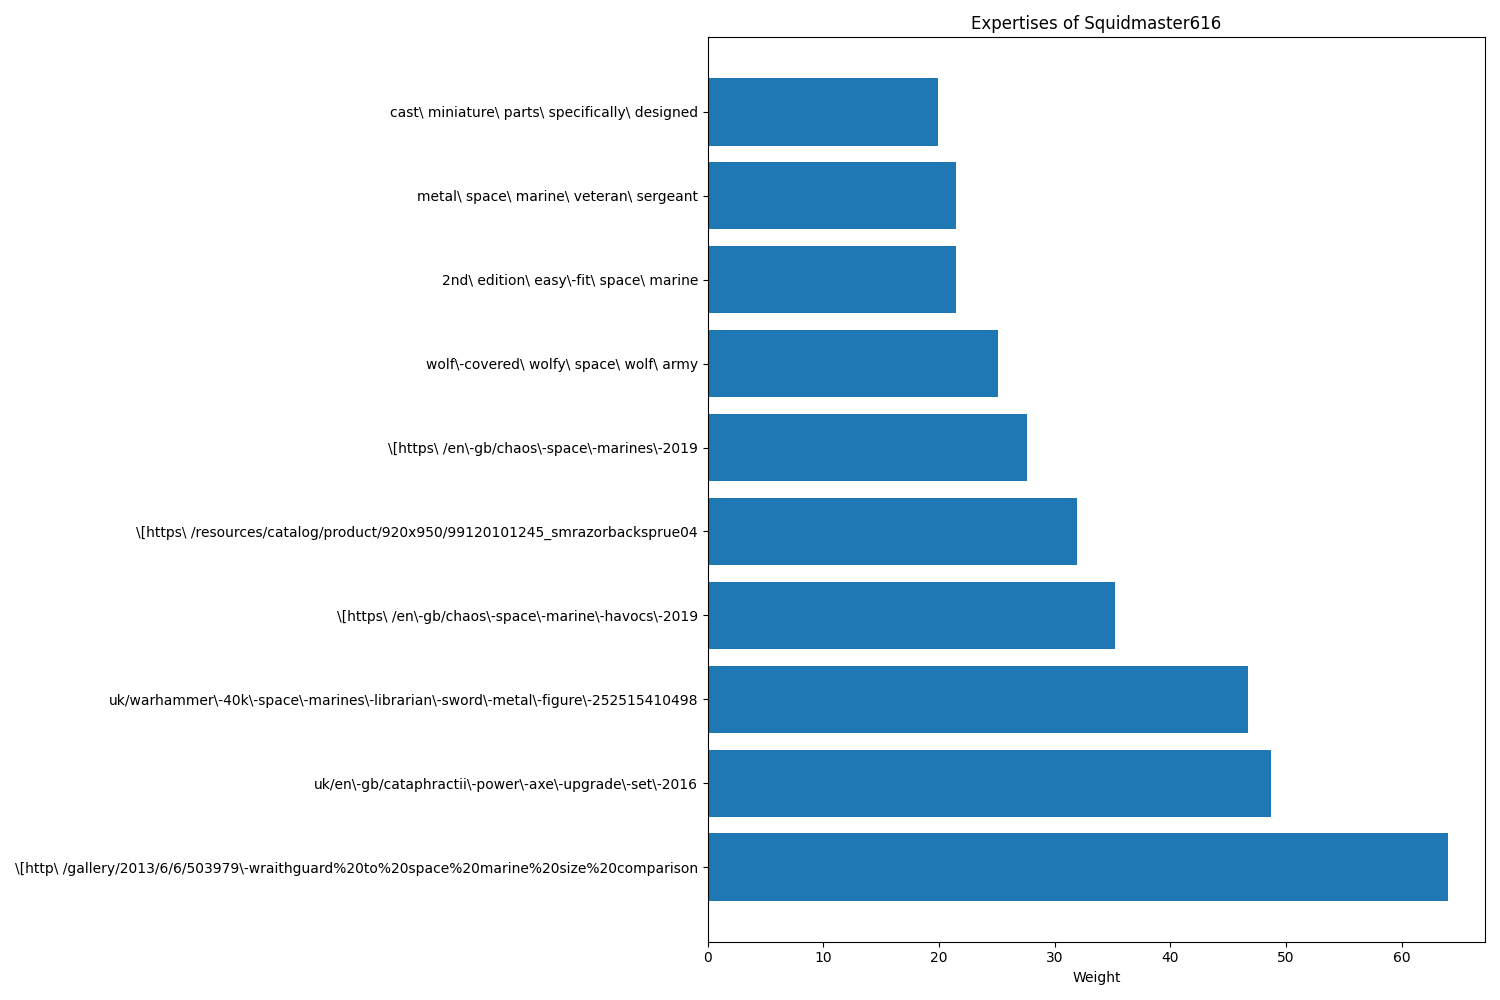 Expertises of Squidmaster616
cast\ miniature\ parts\ specifically\ designed
metal\ space\ marine\ veteran\ sergeant
2nd\ edition\ easy\-fit\ space\ marine
wolf\-covered\ wolfy\ space\ wolf\ army
\[https\ /en\-gb/chaos\-space\-marines\-2019
\[https\ /resources/catalog/product/920x950/99120101245_smrazorbacksprue04
\[https\ /en\-gb/chaos\-space\-marine\-havocs\-2019
uk/warhammer\-40k\-space\-marines\-librarian\-sword\-metal\-figure\-252515410498
uk/en\-gb/cataphractii\-power\-axe\-upgrade\-set\-2016
\[http\ /gallery/2013/6/6/503979\-wraithguard%20to%20space%20marine%20size%20comparison
0 10 20 30 40 50 60
Weight